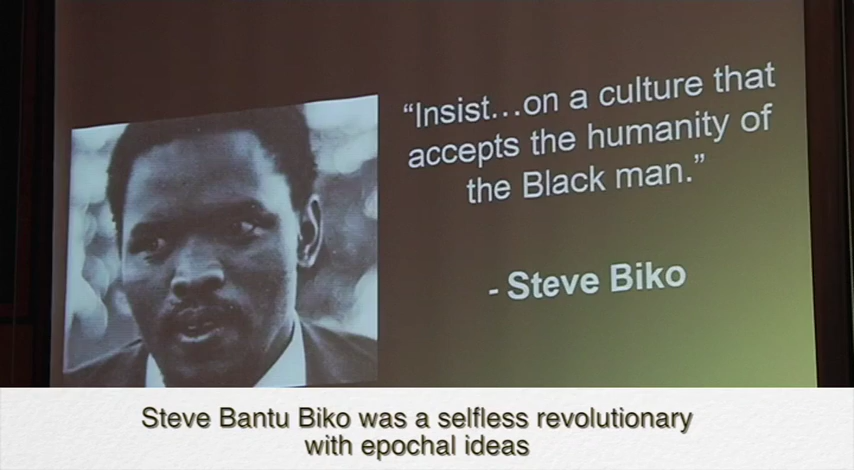 “Insist…on a culture that
accepts the humanity of
the Black man.”
- Steve Biko
Steve Bantu Biko was a selfless revolutionary
with epochal ideas